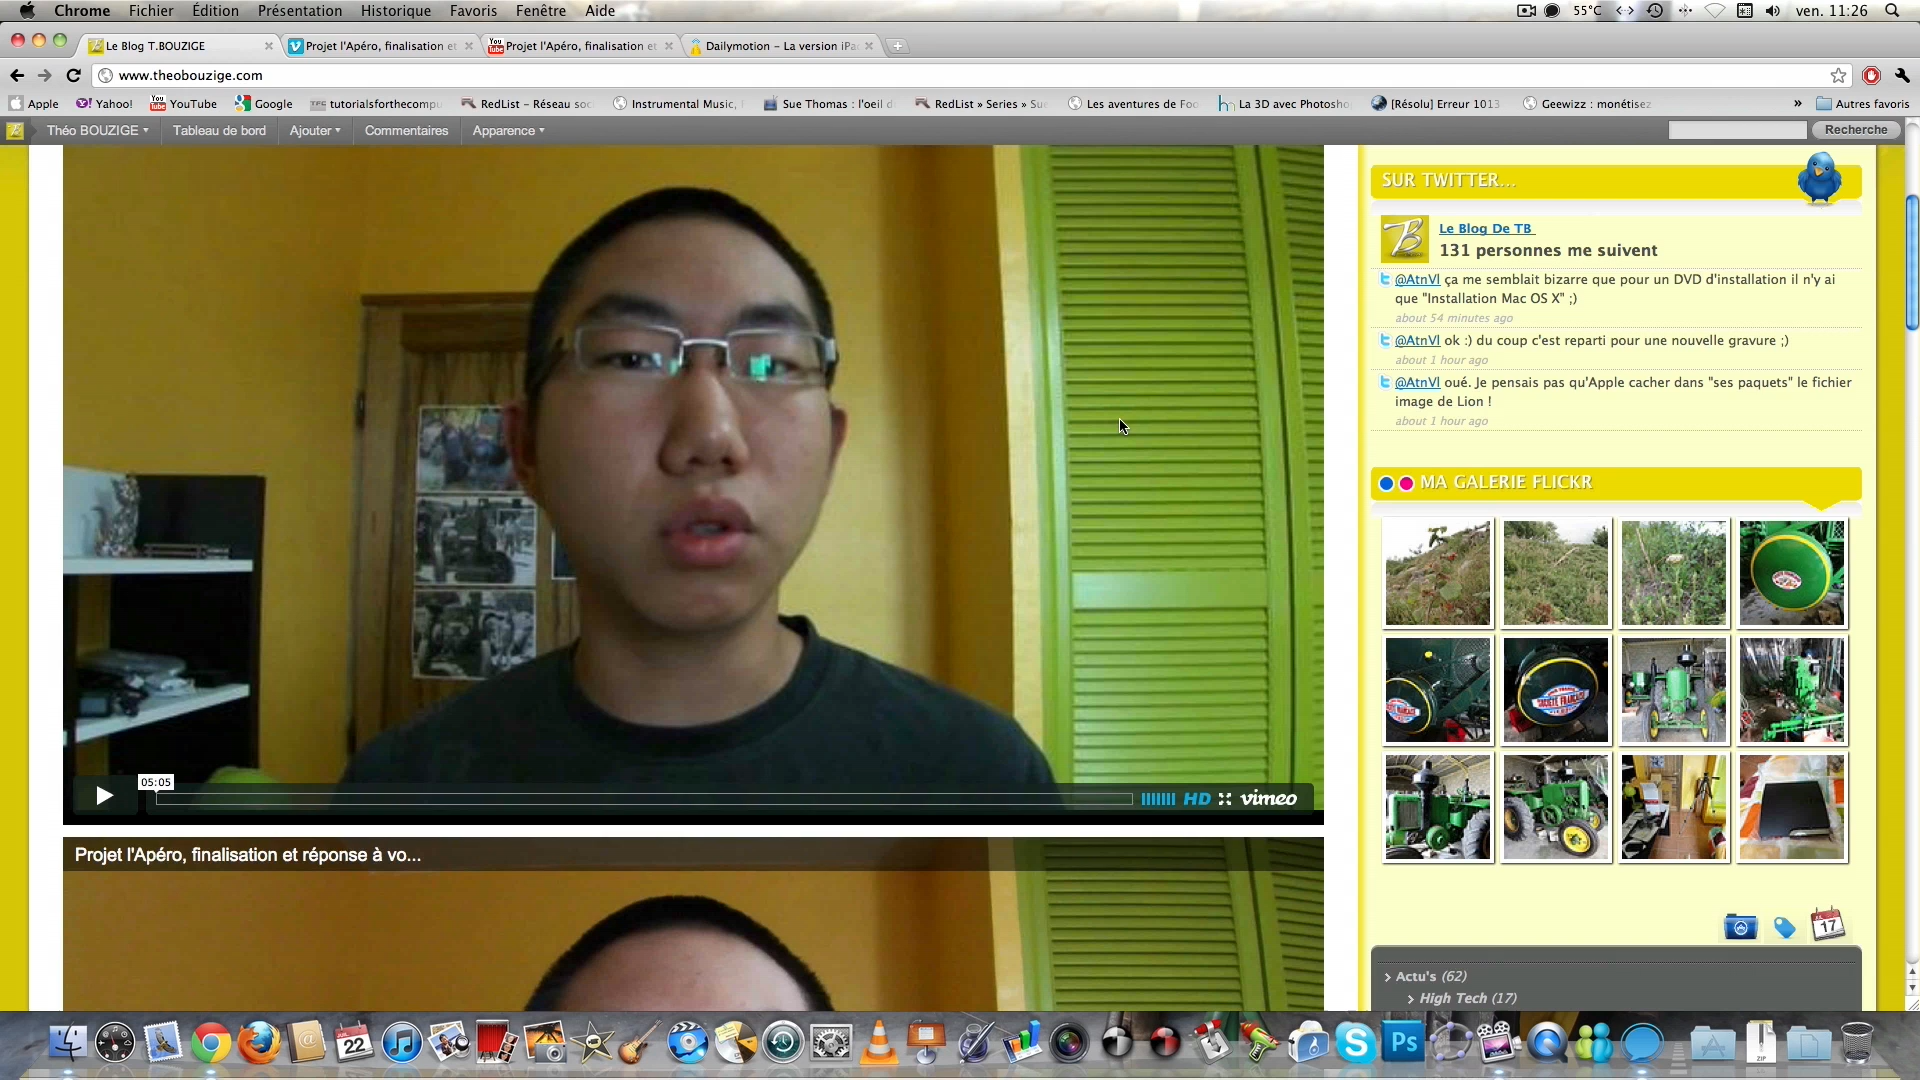 Chrome Fichier Édition Présentation Historique Favoris Fenêtre Aide 55°C ven. 11:26
Le Blog T.BOUZIGE Projet l'Apéro, finalisation et Projet l'Apéro, finalisation et Dailymotion – La version iPa
www.theobouzige.com
Apple Yahoo! YouTube Google tutorialsforthecompu RedList – Réseau soc Instrumental Music, Sue Thomas : l'oeil d RedList » Series » Sue Les aventures de Foo La 3D avec Photosho [Résolu] Erreur 1013 Geewizz : monétisez » Autres favoris
Théo BOUZIGE Tableau de bord Ajouter Commentaires Apparence Recherche
SUR TWITTER...
Le Blog De TB
131 personnes me suivent
@AtnVl ça me semblait bizarre que pour un DVD d'installation il n'y ai
que "Installation Mac OS X" ;)
about 54 minutes ago
@AtnVl ok :) du coup c'est reparti pour une nouvelle gravure ;)
about 1 hour ago
@AtnVl oué. Je pensais pas qu'Apple cacher dans "ses paquets" le fichier
image de Lion !
about 1 hour ago
MA GALERIE FLICKR
SOCIÉTÉ FRANÇAISE
05:05
HD vimeo
Projet l'Apéro, finalisation et réponse à vo...
17
Actu's (62)
High Tech (17)
22
Ps
ZIP